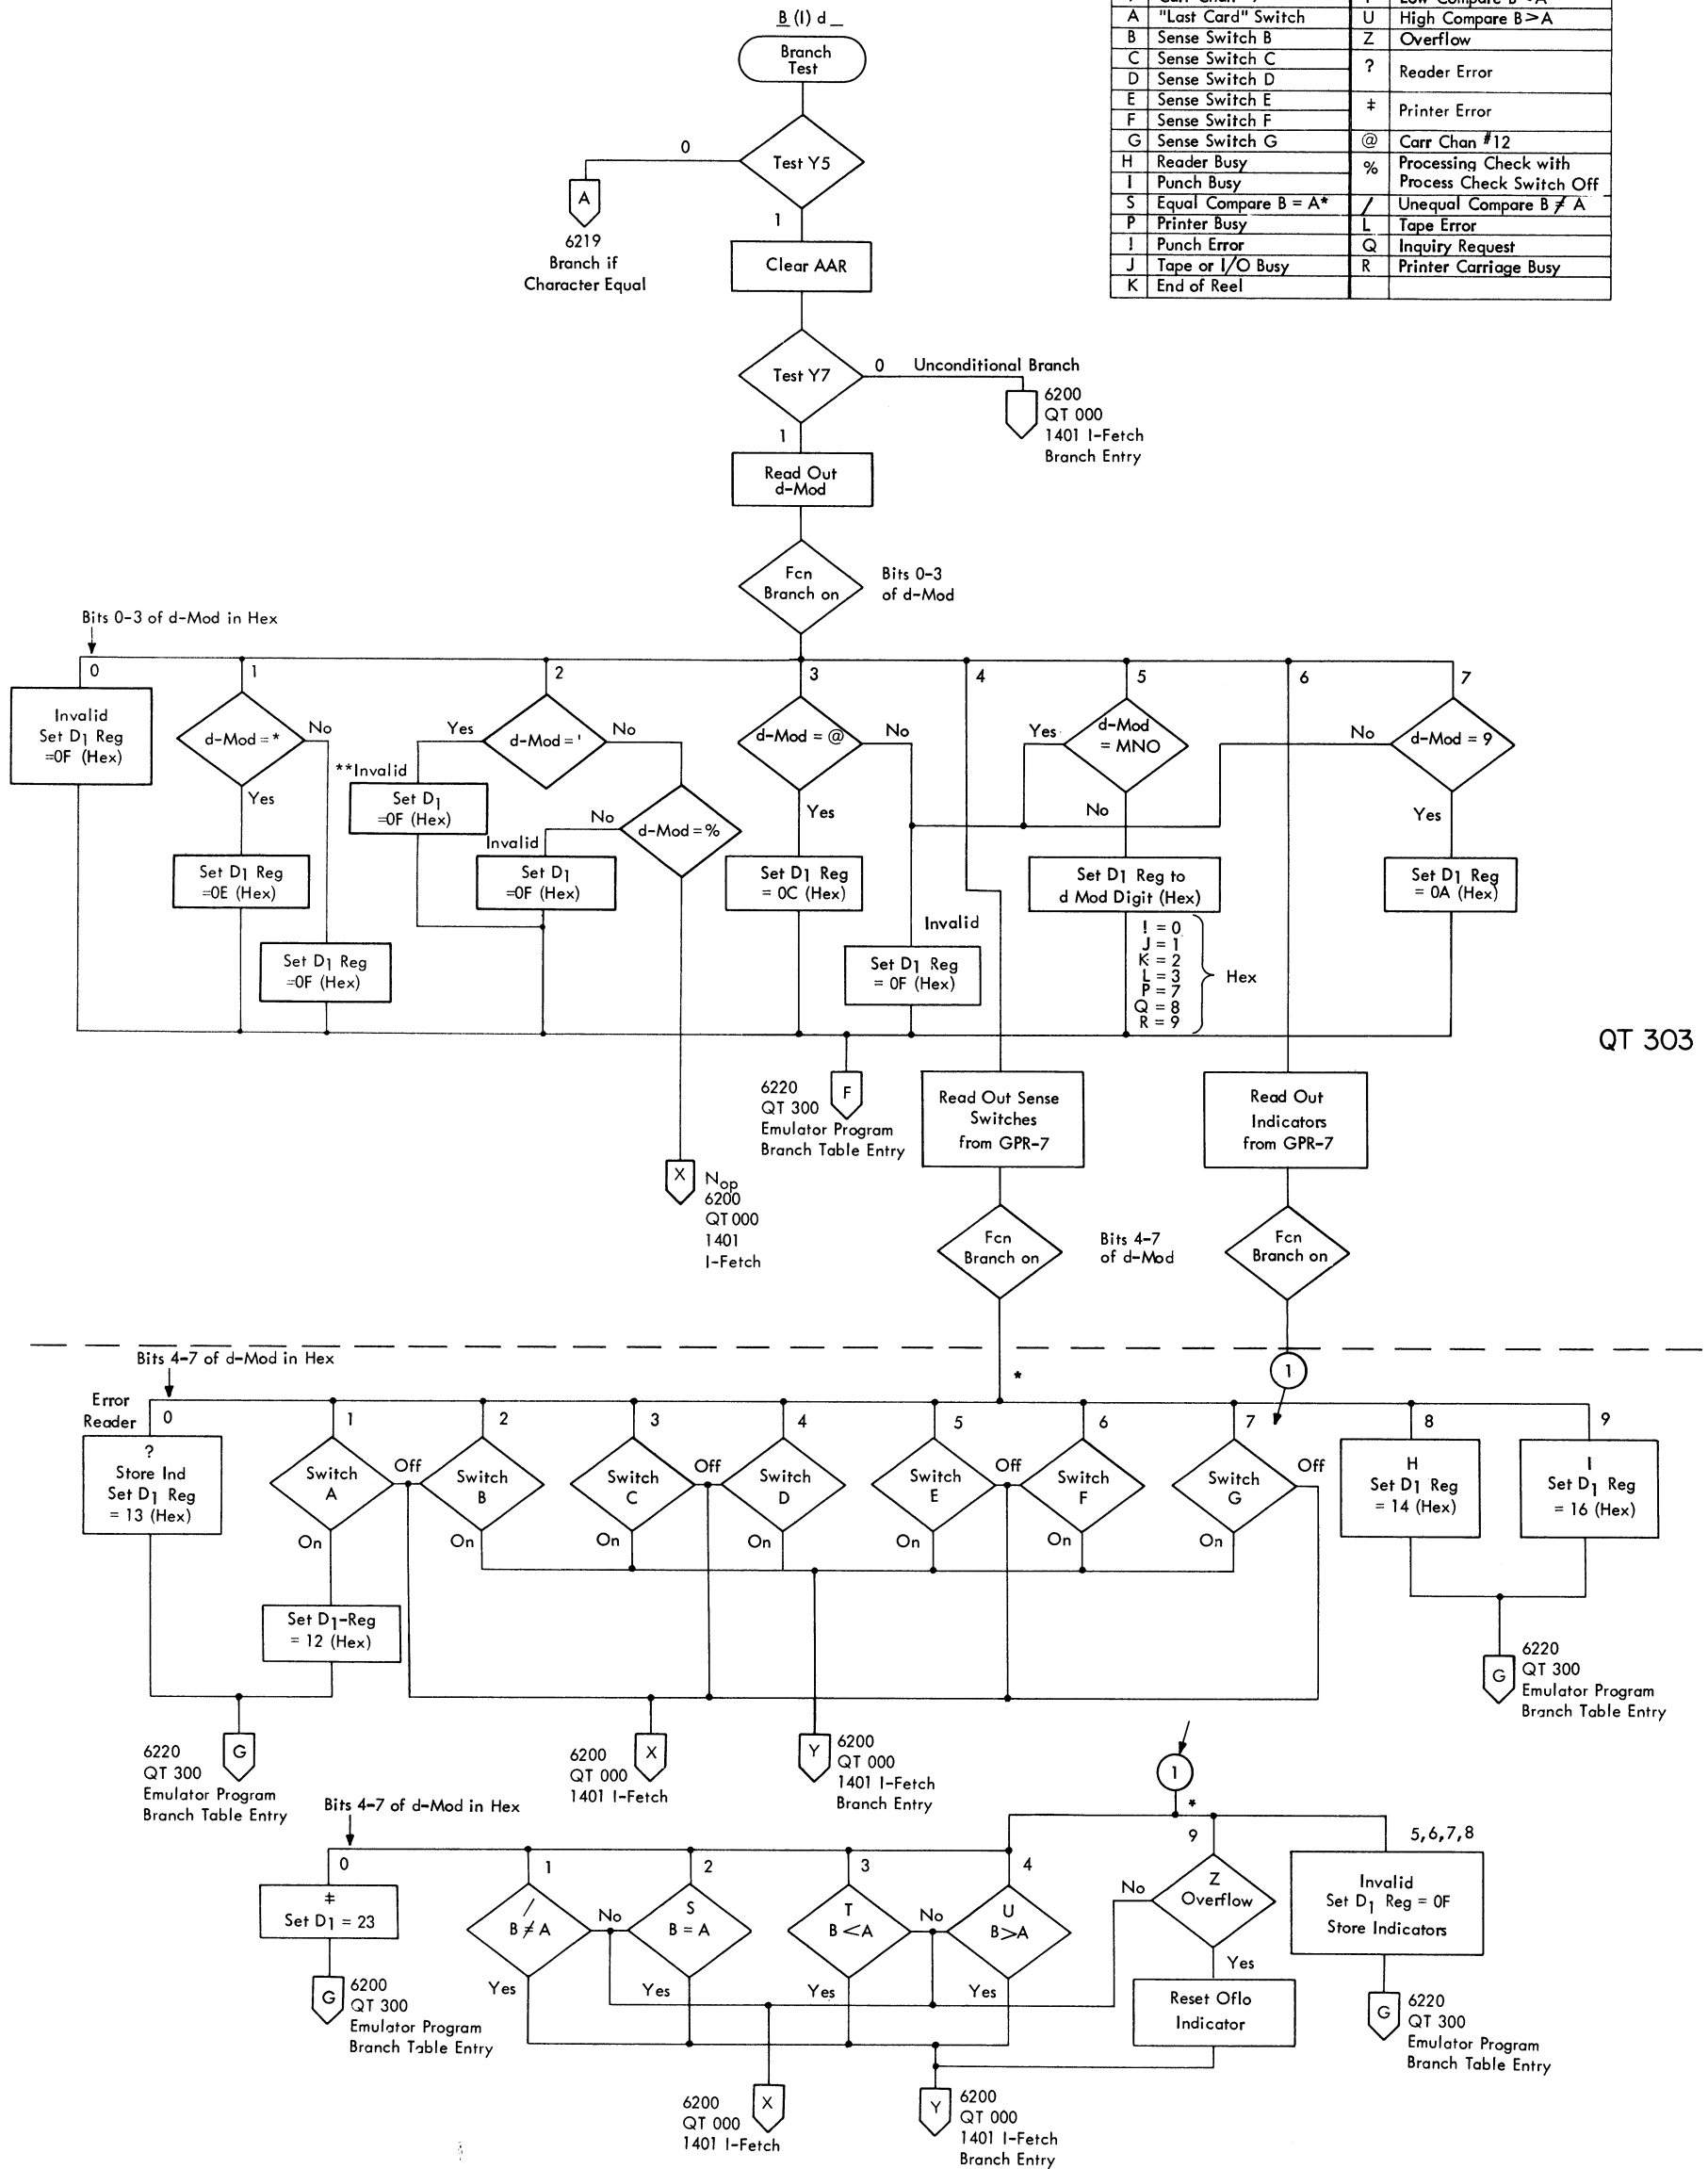 B (I) d _
Branch
Test
Test Y5
0
1
A
6219
Branch if
Character Equal
Clear AAR
Test Y7
0 Unconditional Branch
1
6200
QT 000
1401 I-Fetch
Branch Entry
Read Out
d-Mod
Fcn
Branch on
Bits 0-3
of d-Mod
A "Last Card" Switch
B Sense Switch B
C Sense Switch C
D Sense Switch D
E Sense Switch E
F Sense Switch F
G Sense Switch G
H Reader Busy
I Punch Busy
S Equal Compare B = A*
P Printer Busy
! Punch Error
J Tape or I/O Busy
K End of Reel
Low Compare B<A
U High Compare B>A
Z Overflow
? Reader Error
‡ Printer Error
@ Carr Chan #12
% Processing Check with
Process Check Switch Off
/ Unequal Compare B ≠ A
L Tape Error
Q Inquiry Request
R Printer Carriage Busy
Bits 0-3 of d-Mod in Hex
0
1
2
3
4
5
6
7
Invalid
Set D1 Reg
=0F (Hex)
d-Mod = *
No
Yes
Set D1 Reg
=0E (Hex)
Set D1 Reg
=0F (Hex)
d-Mod = '
Yes
No
**Invalid
Set D1
=0F (Hex)
d-Mod = %
No
Invalid
Set D1
=0F (Hex)
d-Mod = @
No
Yes
Set D1 Reg
= 0C (Hex)
Invalid
Set D1 Reg
= 0F (Hex)
d-Mod
= MNO
Yes
No
Set D1 Reg to
d Mod Digit (Hex)
! = 0
J = 1
K = 2
L = 3
P = 7
Q = 8
R = 9
Hex
d-Mod = 9
No
Yes
Set D1 Reg
= 0A (Hex)
QT 303
F
6220
QT 300
Emulator Program
Branch Table Entry
X
Nop
6200
QT 000
1401
I-Fetch
Read Out Sense
Switches
from GPR-7
Read Out
Indicators
from GPR-7
Fcn
Branch on
Bits 4-7
of d-Mod
Fcn
Branch on
1
*
Bits 4-7 of d-Mod in Hex
Error
Reader
0
1
2
3
4
5
6
7
8
9
?
Store Ind
Set D1 Reg
= 13 (Hex)
Switch
A
Off
On
Switch
B
On
Switch
C
Off
On
Switch
D
On
Switch
E
Off
On
Switch
F
On
Switch
G
Off
On
H
Set D1 Reg
= 14 (Hex)
I
Set D1 Reg
= 16 (Hex)
Set D1-Reg
= 12 (Hex)
G
6220
QT 300
Emulator Program
Branch Table Entry
X
6200
QT 000
1401 I-Fetch
Y
6200
QT 000
1401 I-Fetch
Branch Entry
G
6220
QT 300
Emulator Program
Branch Table Entry
1
*
Bits 4-7 of d-Mod in Hex
0
1
2
3
4
9
5,6,7,8
‡
Set D1 = 23
G
6200
QT 300
Emulator Program
Branch Table Entry
/
B ≠ A
No
Yes
S
B = A
Yes
T
B < A
No
Yes
U
B > A
Yes
Z
Overflow
No
Yes
Reset Oflo
Indicator
Invalid
Set D1 Reg = 0F
Store Indicators
G
6220
QT 300
Emulator Program
Branch Table Entry
X
6200
QT 000
1401 I-Fetch
Y
6200
QT 000
1401 I-Fetch
Branch Entry